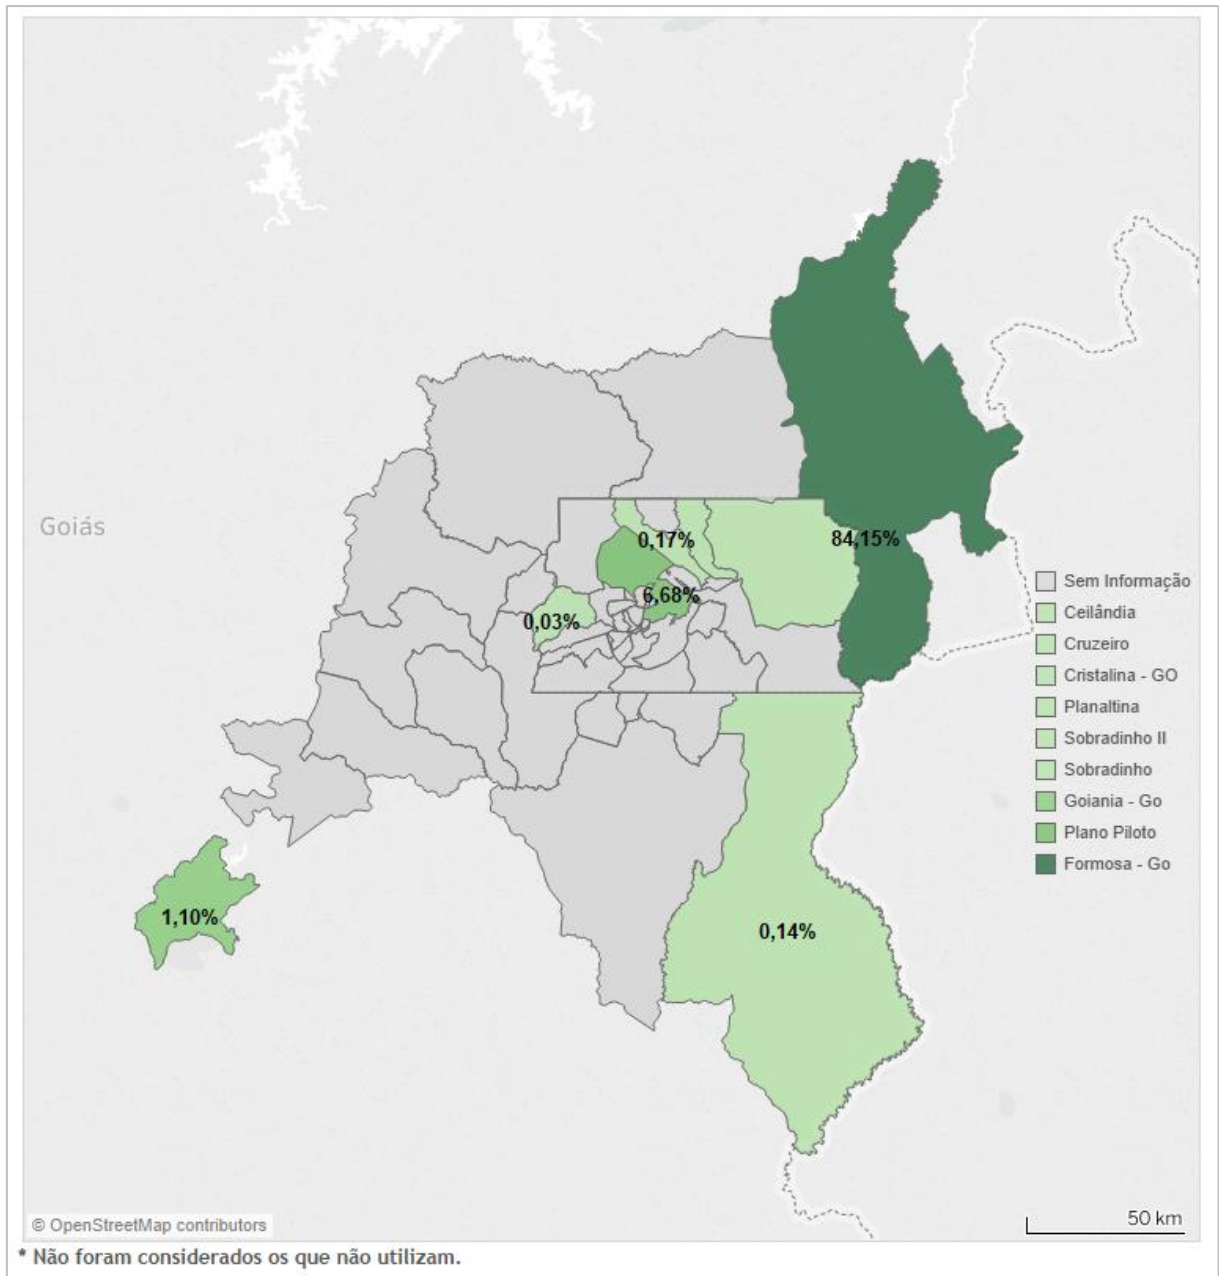 Goiás
84,15%
0,17%
6,68%
0,03%
Sem Informação
Ceilândia
Cruzeiro
Cristalina - GO
Planaltina
Sobradinho II
Sobradinho
Goiania - Go
Plano Piloto
Formosa - Go
1,10%
0,14%
© OpenStreetMap contributors
50 km
* Não foram considerados os que não utilizam.